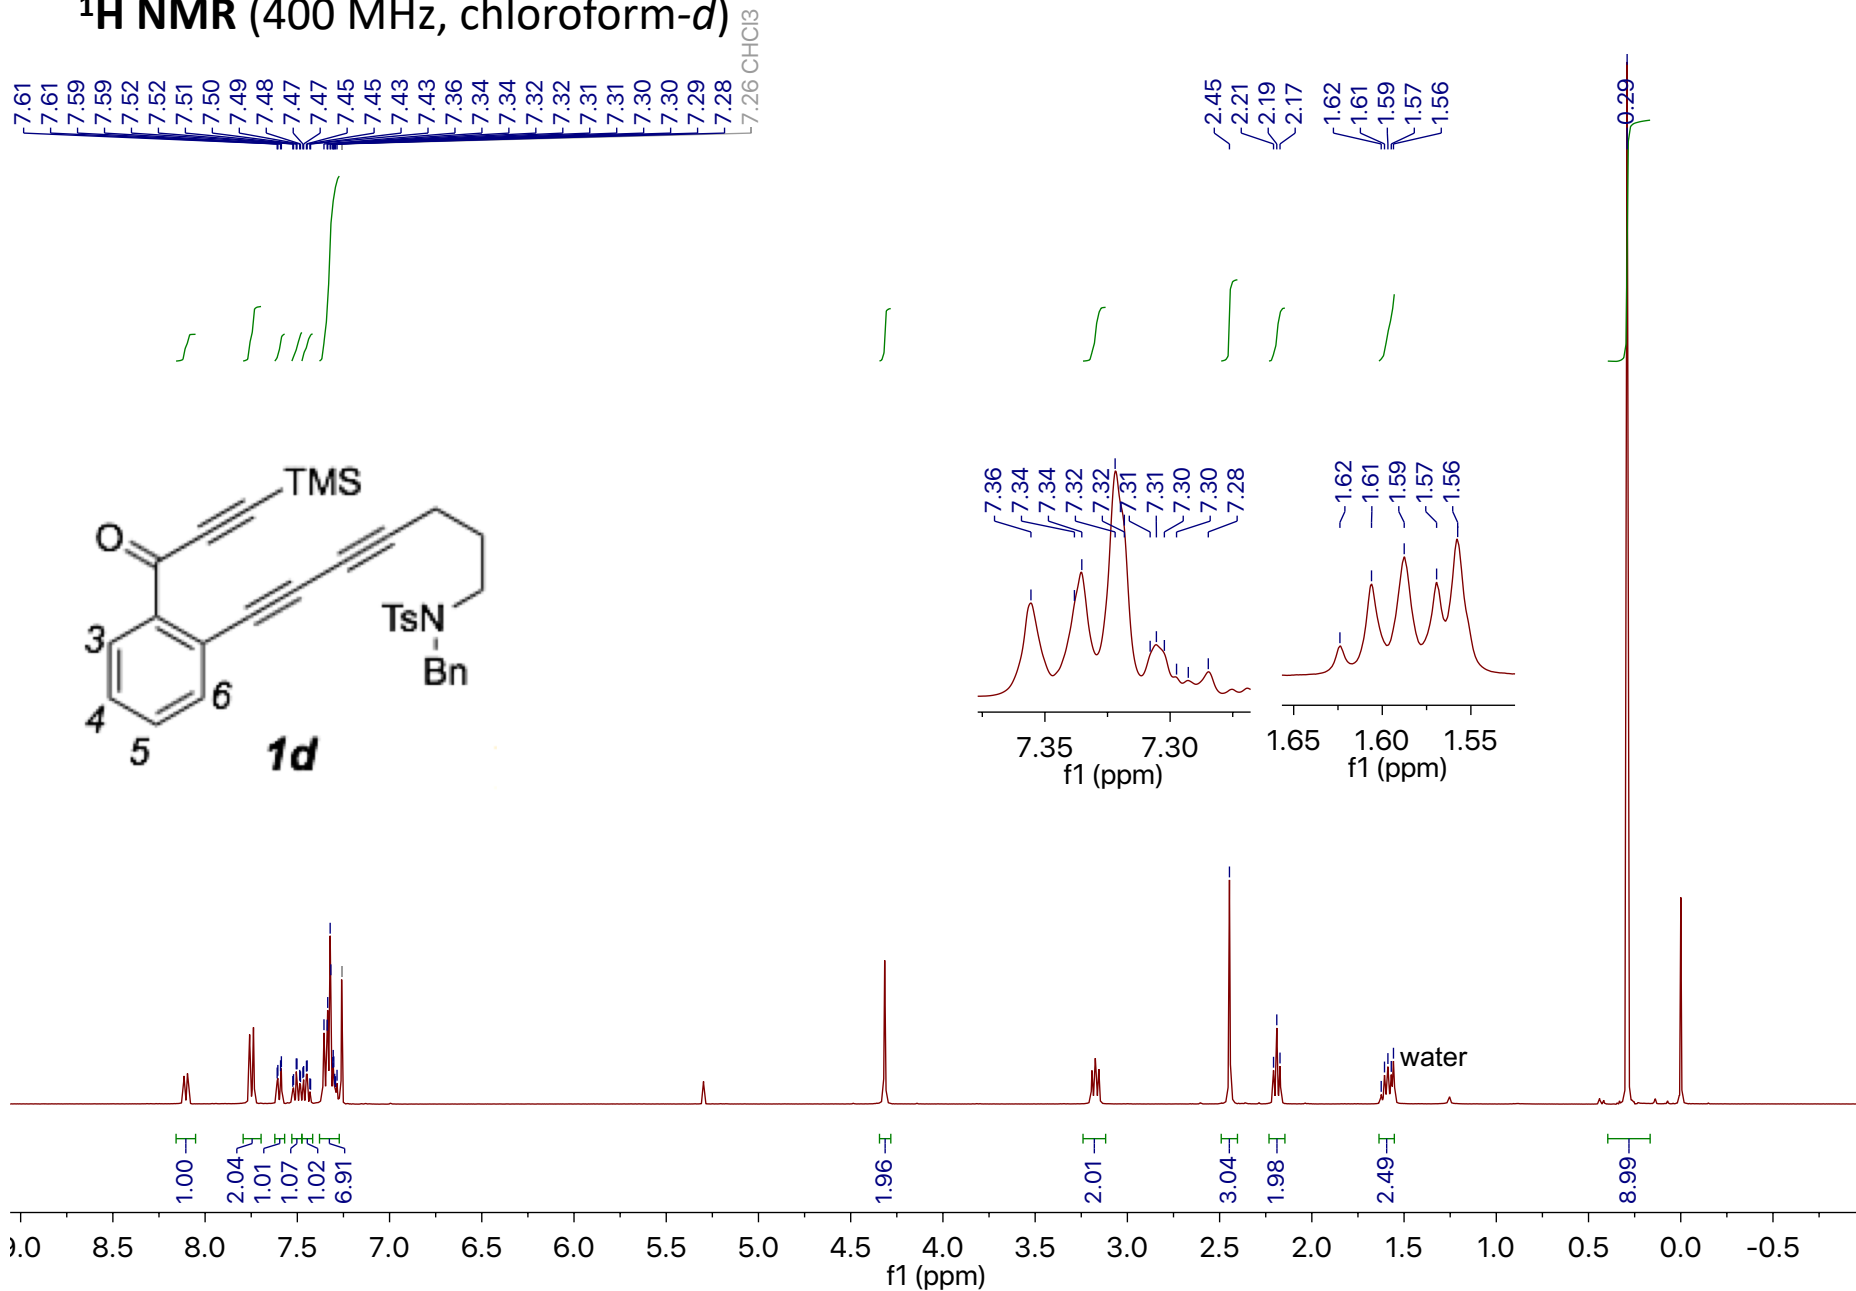 ¹H NMR (400 MHz, chloroform-d)
7.61 7.61 7.59 7.59 7.52 7.52 7.51 7.50 7.49 7.48 7.47 7.47 7.45 7.45 7.43 7.43 7.36 7.34 7.34 7.32 7.32 7.31 7.31 7.30 7.30 7.29 7.28 7.26 CHCl3
2.45 2.21 2.19 2.17 1.62 1.61 1.59 1.57 1.56 0.29
TMS
O
TsN
Bn
3
4
5
6
1d
7.36 7.34 7.34 7.32 7.32 7.31 7.31 7.30 7.30 7.28
7.35 7.30
f1 (ppm)
1.62 1.61 1.59 1.57 1.56
1.65 1.60 1.55
f1 (ppm)
water
1.00 2.04 1.01 1.07 1.02 6.91 1.96 2.01 3.04 1.98 2.49 8.99
9.0 8.5 8.0 7.5 7.0 6.5 6.0 5.5 5.0 4.5 4.0 3.5 3.0 2.5 2.0 1.5 1.0 0.5 0.0 -0.5
f1 (ppm)